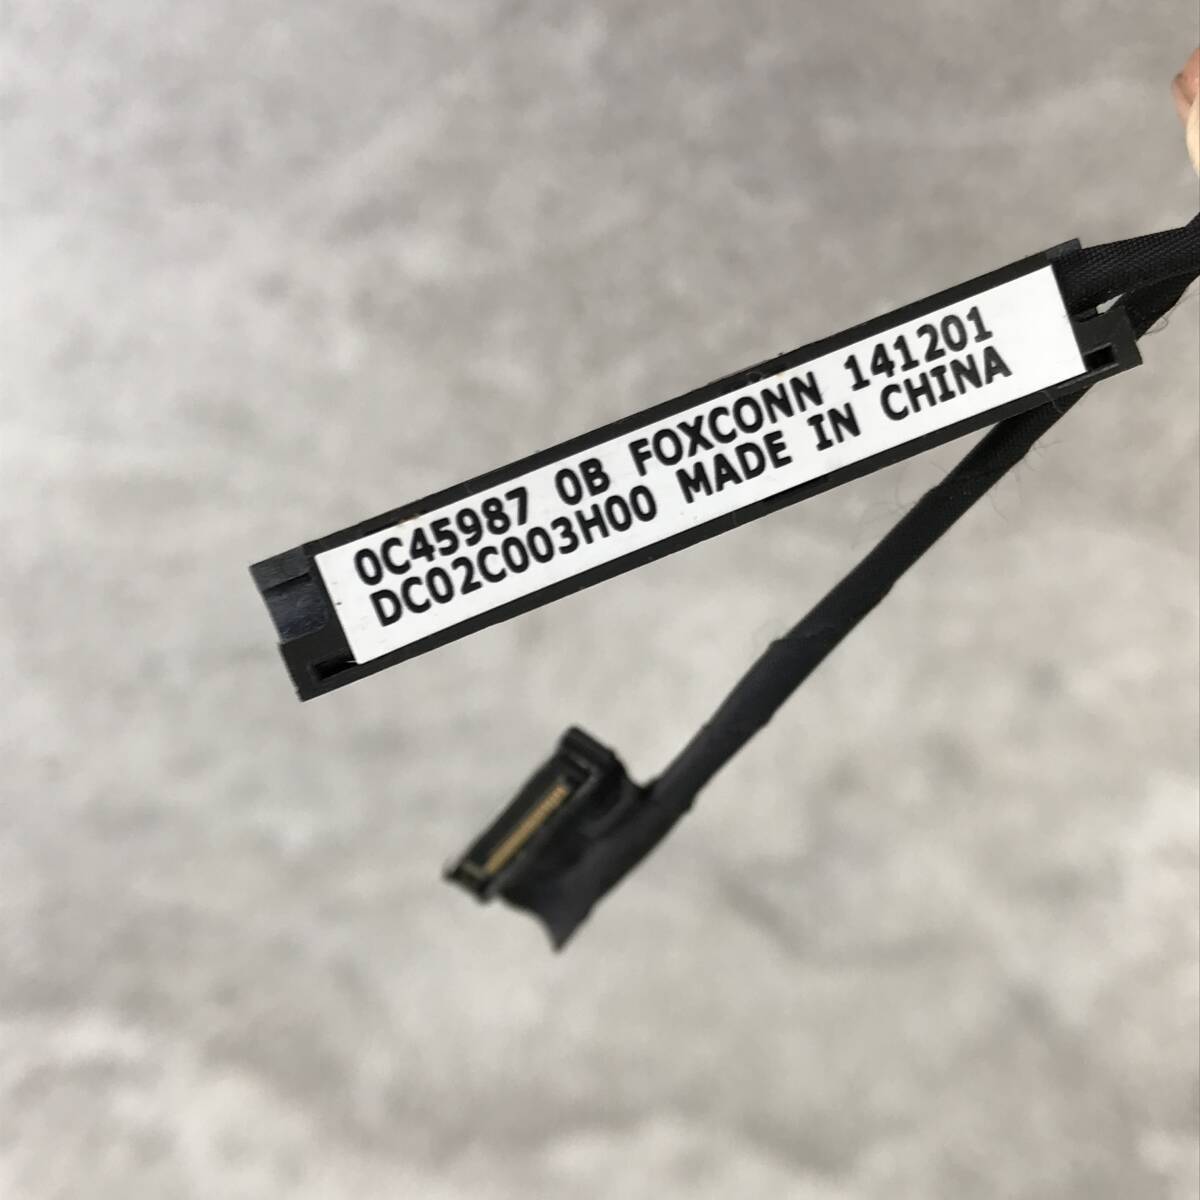 0C45987 0B FOXCONN 141201
DC02C003H00 MADE IN CHINA